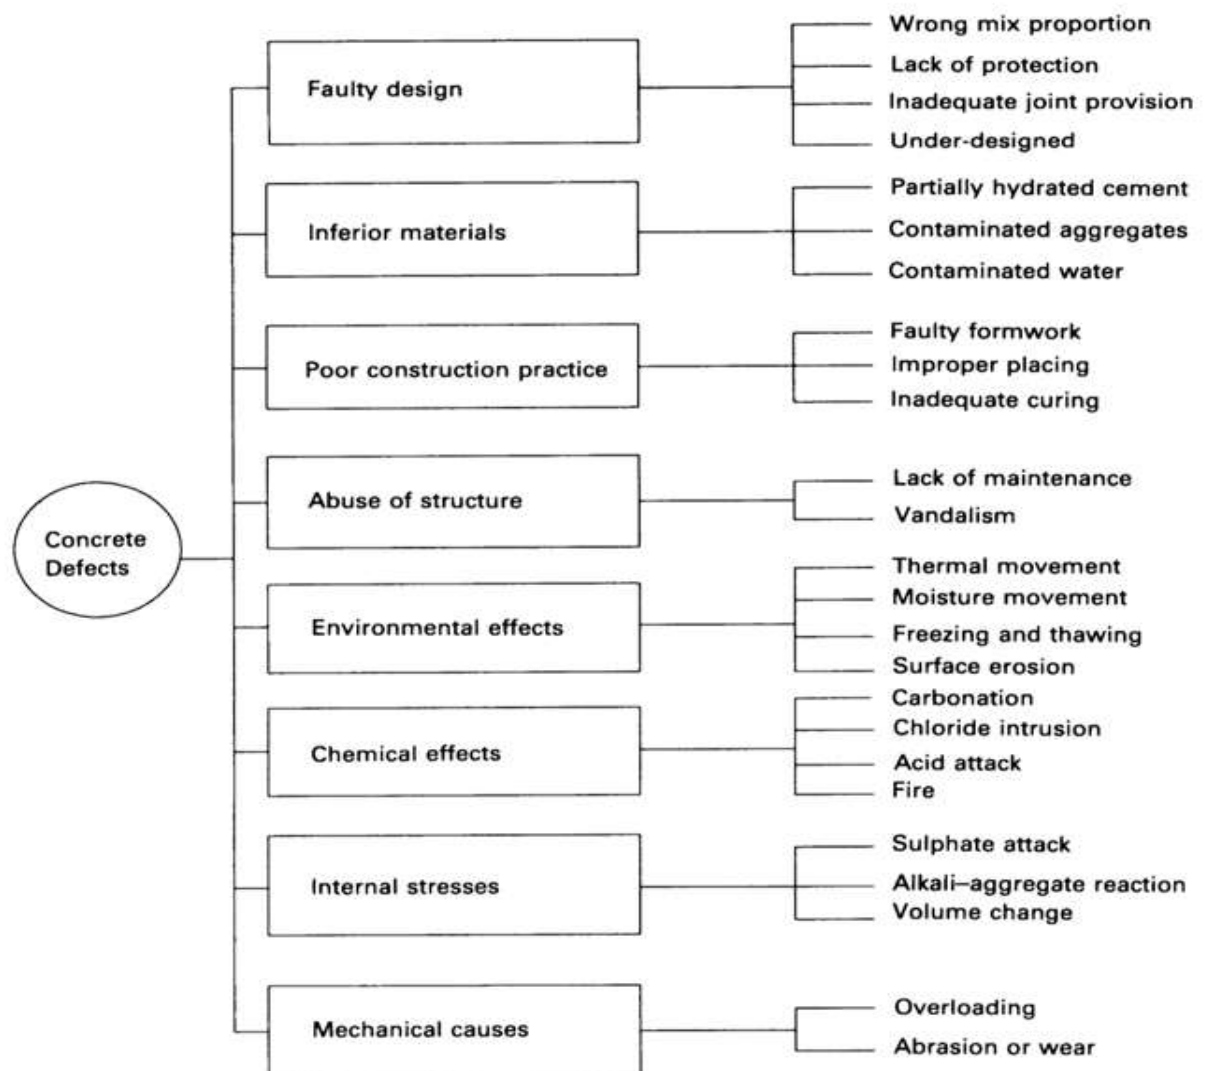 Concrete
Defects
Faulty design
Wrong mix proportion
Lack of protection
Inadequate joint provision
Under-designed
Inferior materials
Partially hydrated cement
Contaminated aggregates
Contaminated water
Poor construction practice
Faulty formwork
Improper placing
Inadequate curing
Abuse of structure
Lack of maintenance
Vandalism
Environmental effects
Thermal movement
Moisture movement
Freezing and thawing
Surface erosion
Chemical effects
Carbonation
Chloride intrusion
Acid attack
Fire
Internal stresses
Sulphate attack
Alkali–aggregate reaction
Volume change
Mechanical causes
Overloading
Abrasion or wear